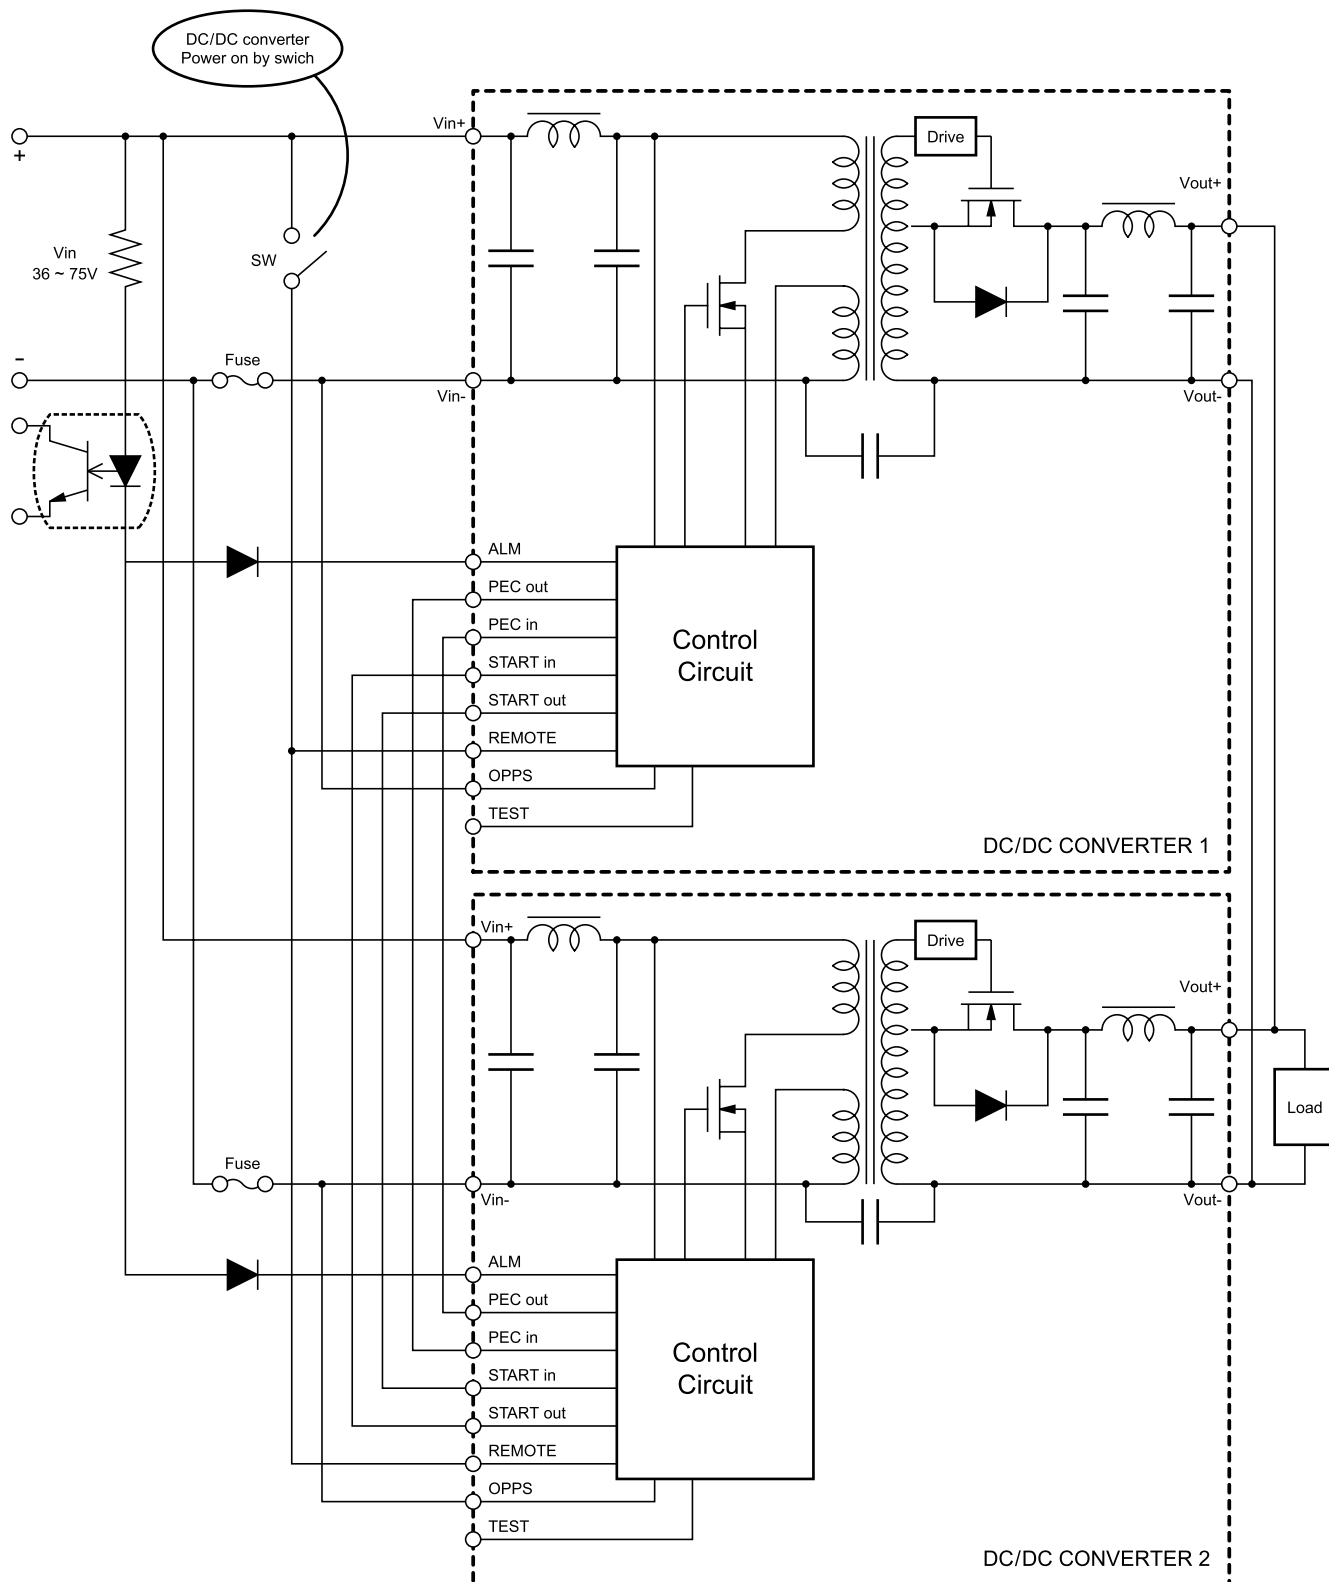 DC/DC converter
Power on by swich
Vin+
+
Drive
Vout+
Vin
36 ~ 75V
SW
-
Fuse
Vin-
Vout-
ALM
PEC out
PEC in
START in
START out
REMOTE
OPPS
TEST
Control
Circuit
DC/DC CONVERTER 1
Vin+
Drive
Vout+
Load
Fuse
Vin-
Vout-
ALM
PEC out
PEC in
START in
START out
REMOTE
OPPS
TEST
Control
Circuit
DC/DC CONVERTER 2